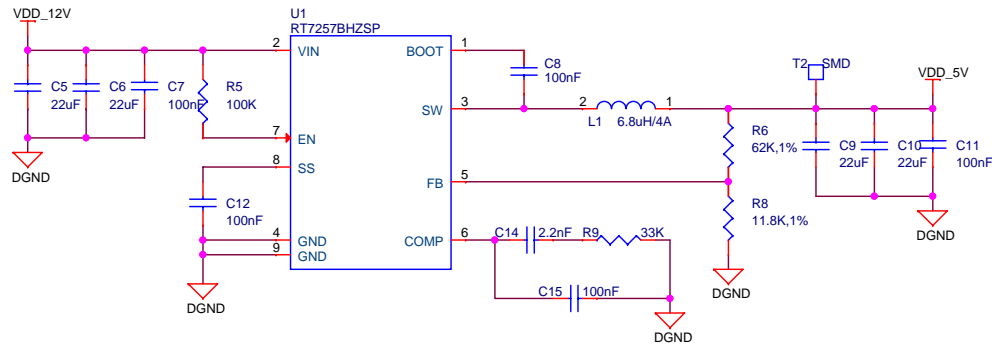 VDD_12V
U1
RT7257BHZSP
2
VIN
BOOT
1
C5
22uF
C6
22uF
C7
100nF
R5
100K
C8
100nF
T2
SMD
VDD_5V
SW
3
2
1
L1
6.8uH/4A
7
EN
R6
62K,1%
C9
22uF
C10
22uF
C11
100nF
DGND
8
SS
FB
5
C12
100nF
R8
11.8K,1%
4
GND
9
GND
COMP
6
C14
2.2nF
R9
33K
DGND
C15
100nF
DGND
DGND
DGND